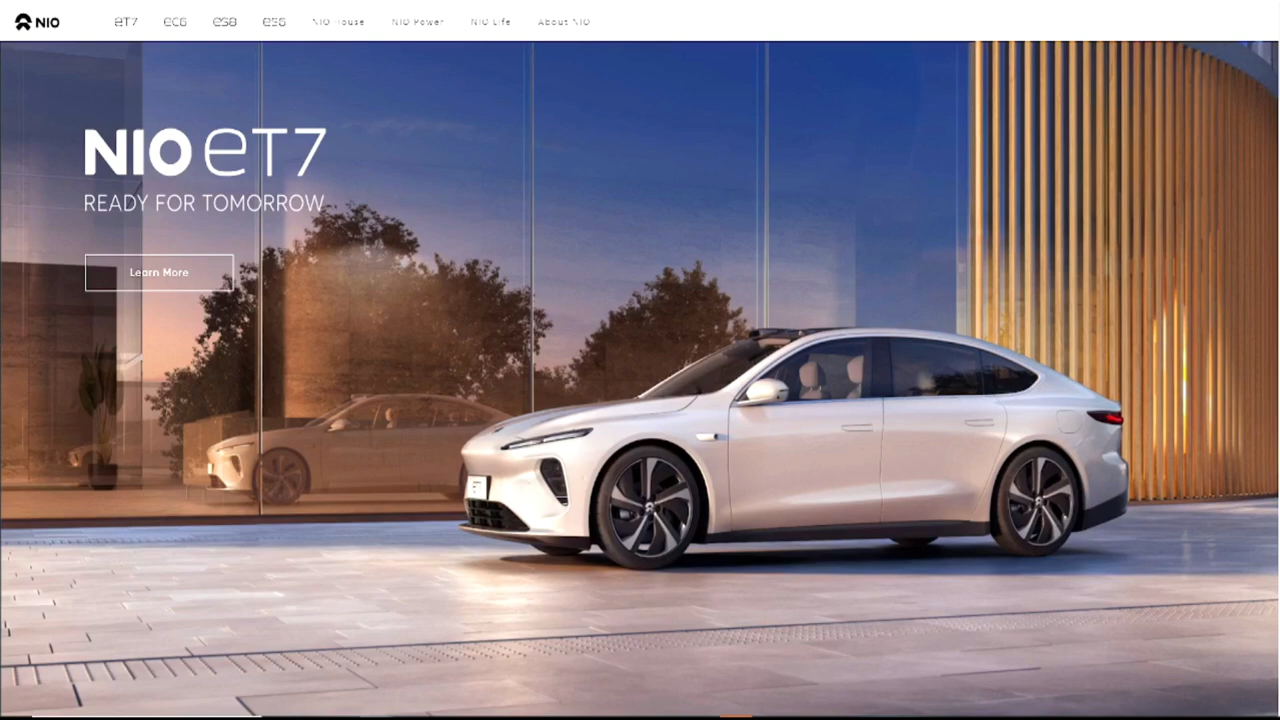 NIO eT7 eC6 eS8 eS6 NIO House NIO Power NIO Life About NIO
NIO eT7
READY FOR TOMORROW
Learn More